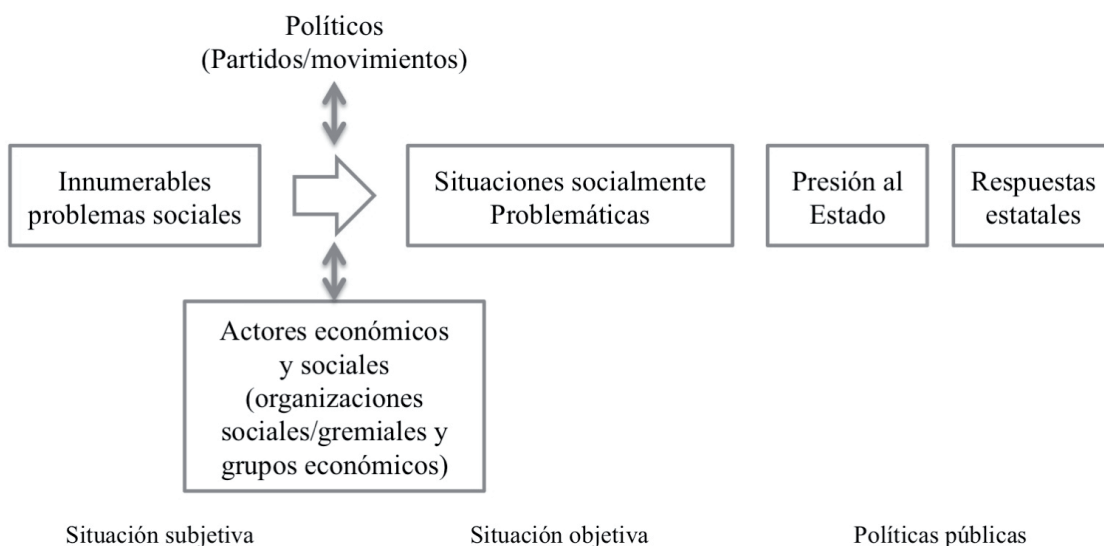 Políticos
(Partidos/movimientos)
Innumerables
problemas sociales
Situaciones socialmente
Problemáticas
Presión al
Estado
Respuestas
estatales
Actores económicos
y sociales
(organizaciones
sociales/gremiales y
grupos económicos)
Situación subjetiva
Situación objetiva
Políticas públicas